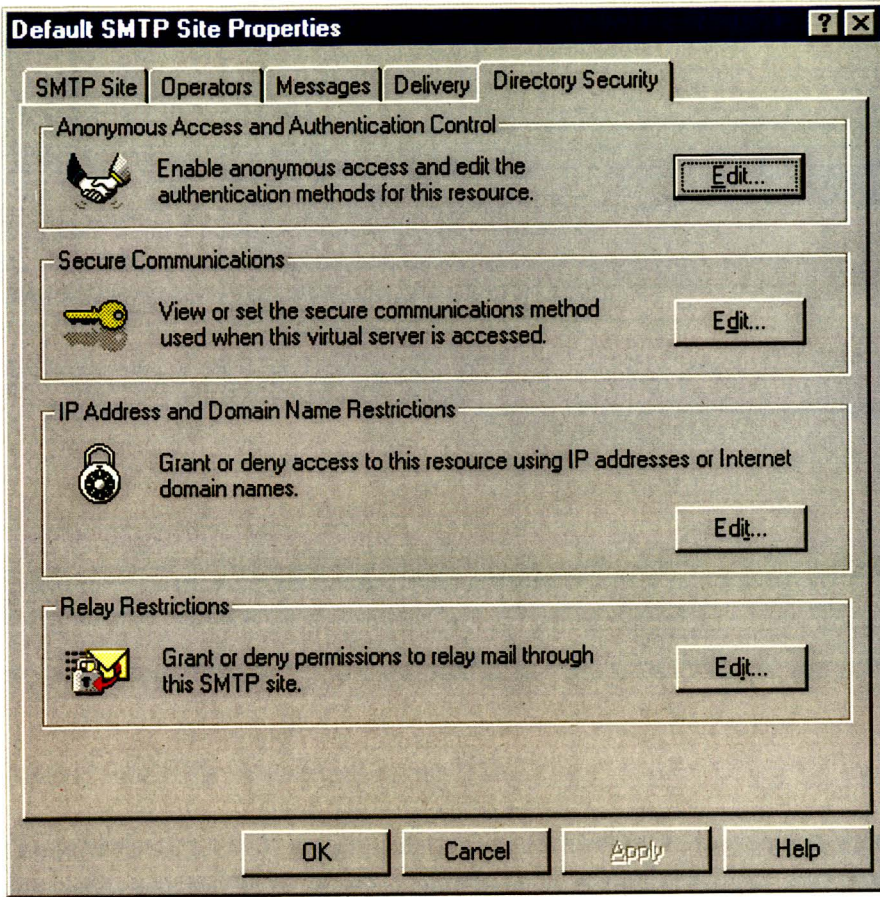 Default SMTP Site Properties
SMTP Site Operators Messages Delivery Directory Security
Anonymous Access and Authentication Control
Enable anonymous access and edit the
authentication methods for this resource.
Edit...
Secure Communications
View or set the secure communications method
used when this virtual server is accessed.
Edit...
IP Address and Domain Name Restrictions
Grant or deny access to this resource using IP addresses or Internet
domain names.
Edit...
Relay Restrictions
Grant or deny permissions to relay mail through
this SMTP site.
Edit...
OK Cancel Apply Help